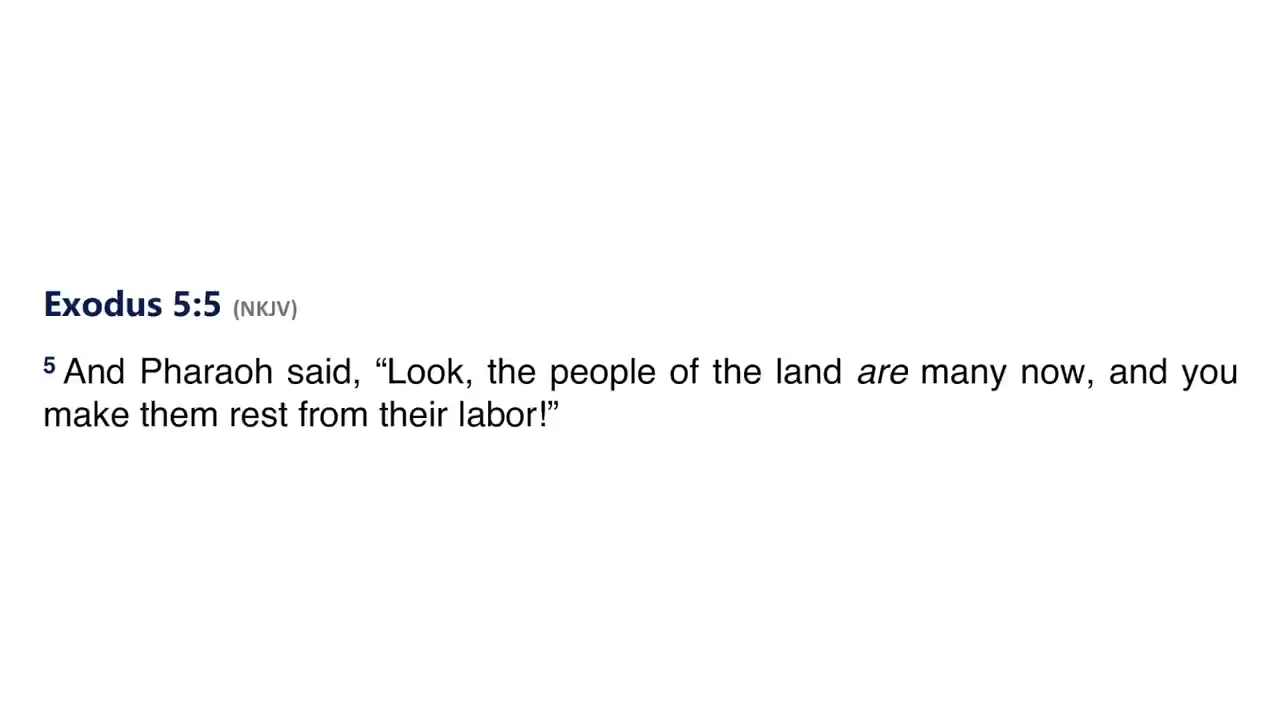 Exodus 5:5 (NKJV)
5 And Pharaoh said, “Look, the people of the land are many now, and you
make them rest from their labor!”